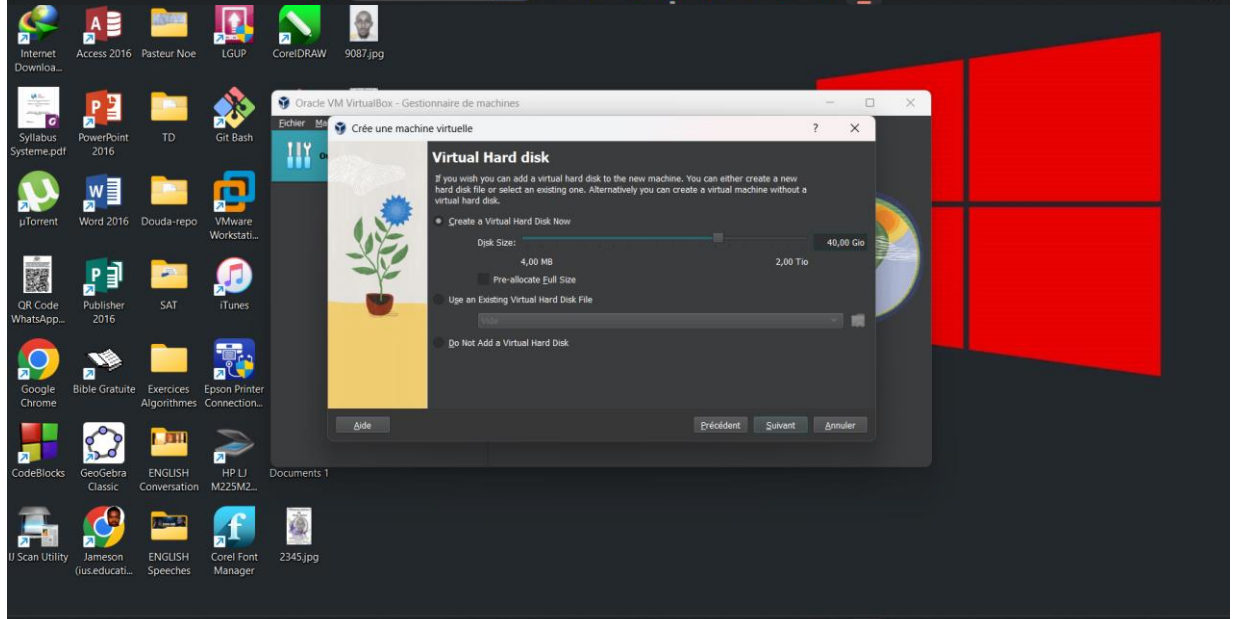 Internet
Downloa...
Access 2016
Pasteur Noe
LGUP
CorelDRAW
9087.jpg
Syllabus
Systeme.pdf
PowerPoint
2016
TD
Git Bash
µTorrent
Word 2016
Douda-repo
VMware
Workstati...
QR Code
WhatsApp...
Publisher
2016
SAT
iTunes
Google
Chrome
Bible Gratuite
Exercices
Algorithmes
Epson Printer
Connection...
CodeBlocks
GeoGebra
Classic
ENGLISH
Conversation
HP LJ
M225M2...
Documents 1
IJ Scan Utility
Jameson
(ius.educati...
ENGLISH
Speeches
Corel Font
Manager
2345.jpg
Oracle VM VirtualBox - Gestionnaire de machines
Fichier
Crée une machine virtuelle
Virtual Hard disk
If you wish you can add a virtual hard disk to the new machine. You can either create a new
hard disk file or select an existing one. Alternatively you can create a virtual machine without a
virtual hard disk.
Create a Virtual Hard Disk Now
Disk Size:
40,00 Gio
4,00 MB
2,00 Tio
Pre-allocate Full Size
Use an Existing Virtual Hard Disk File
Vide
Do Not Add a Virtual Hard Disk
Aide
Précédent
Suivant
Annuler